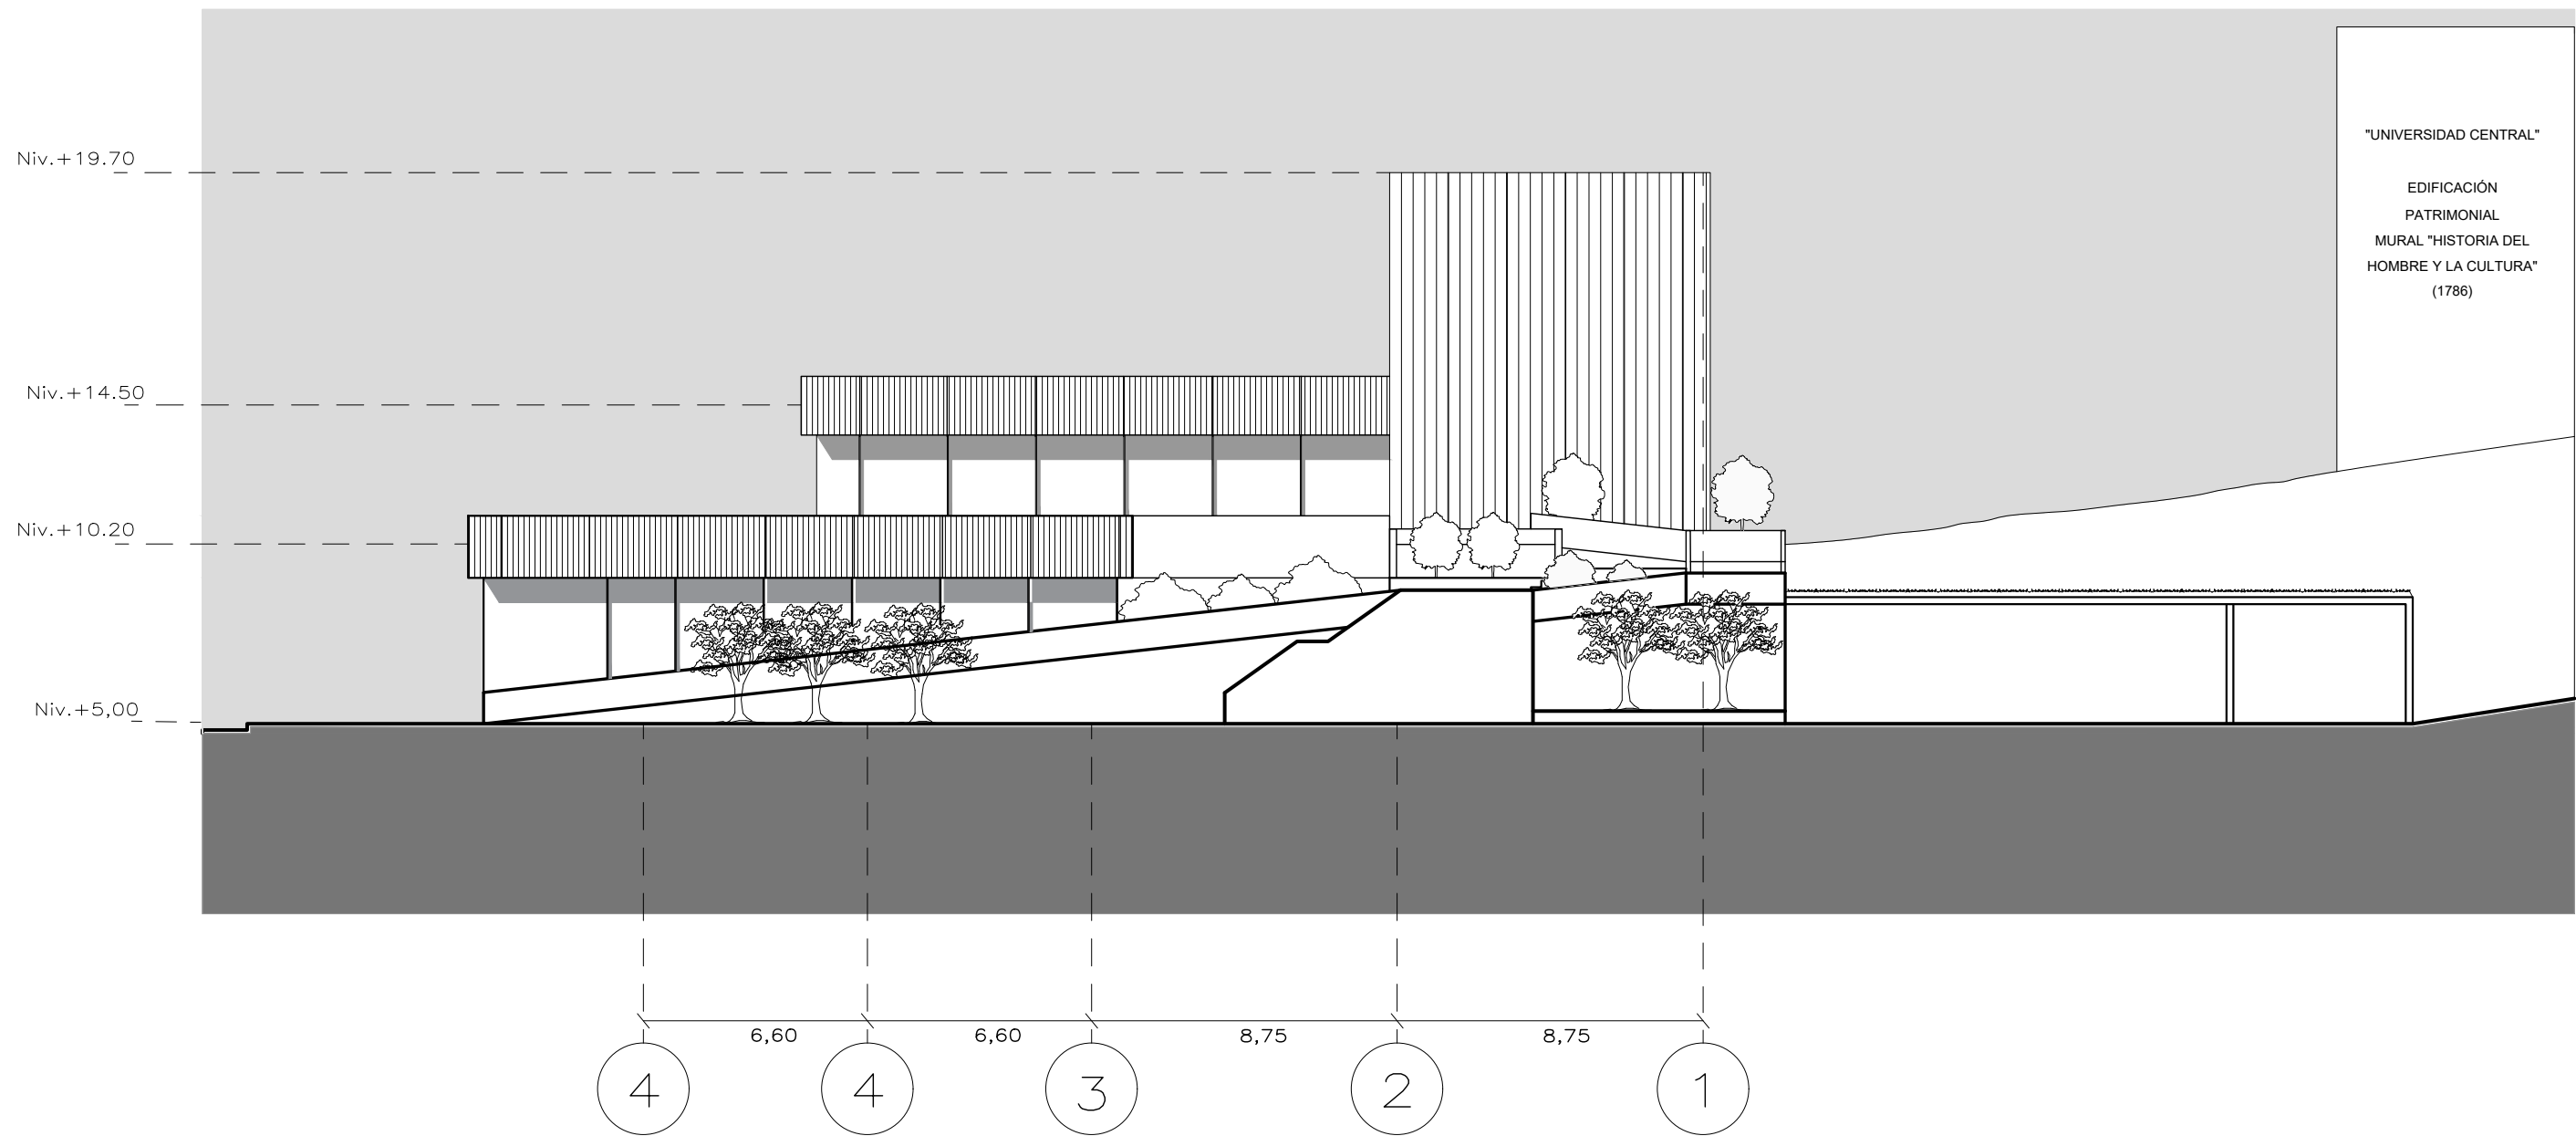 "UNIVERSIDAD CENTRAL"
EDIFICACIÓN
PATRIMONIAL
MURAL "HISTORIA DEL
HOMBRE Y LA CULTURA"
(1786)
Niv.+19.70
Niv.+14.50
Niv.+10.20
Niv.+5,00
6,60
6,60
8,75
8,75
4
4
3
2
1